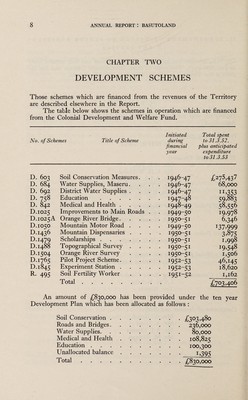 8 ANNUAL REPORT : BASUTOLAND
CHAPTER TWO
DEVELOPMENT SCHEMES
Those schemes which are financed from the revenues of the Territory
are described elsewhere in the Report.
The table below shows the schemes in operation which are financed
from the Colonial Development and Welfare Fund.
No. of Schemes Title of Scheme Initiated during financial year Total spent to 31.3.52, plus anticipated expenditure to 31.3.53
D. 603 Soil Conservation Measures. 1946-47 £276,437
D. 684 Water Supplies, Maseru. 1946-47 68,000
D. 692 District Water Supplies . . 1946-47 11,353
D. 758 Education . . . . 1947-48 59,883
D. 842 Medical and Health . . . 1948-49 58,556
D.1025 Improvements to Main Roads . 1949-50 19,978
D.1025A Orange River Bridge. . . 1950-51 6,346
D.1050 Mountain Motor Road . . 1949-50 137,999
D.1436 Mountain Dispensaries . . 1950-51 3,875
D.1479 Scholarships . . . . 1950-51 1,998
D.1488 Topographical Survey . . 1950-51 19,548
D.1504 Orange River Survey . . 1950-51 1,506
D.1765 Pilot Project Scheme. . . 1952-53 46,145
D.1845 Experiment Station . . . 1952-53 18,620
R. 495 Soil Fertility Worker . . 1951-52 1,162
Total . . . . . £703,406
An amount of £830,000 has been provided under the ten year
Development Plan which has been allocated as follows :
Soil Conservation . . . . £303,480
Roads and Bridges. . . . 236,000
Water Supplies. . . . . 80,000
Medical and Health . . . 108,825
Education . . . . . 100,300
Unallocated balance . . . 1,395
Total . . . . . £830,000